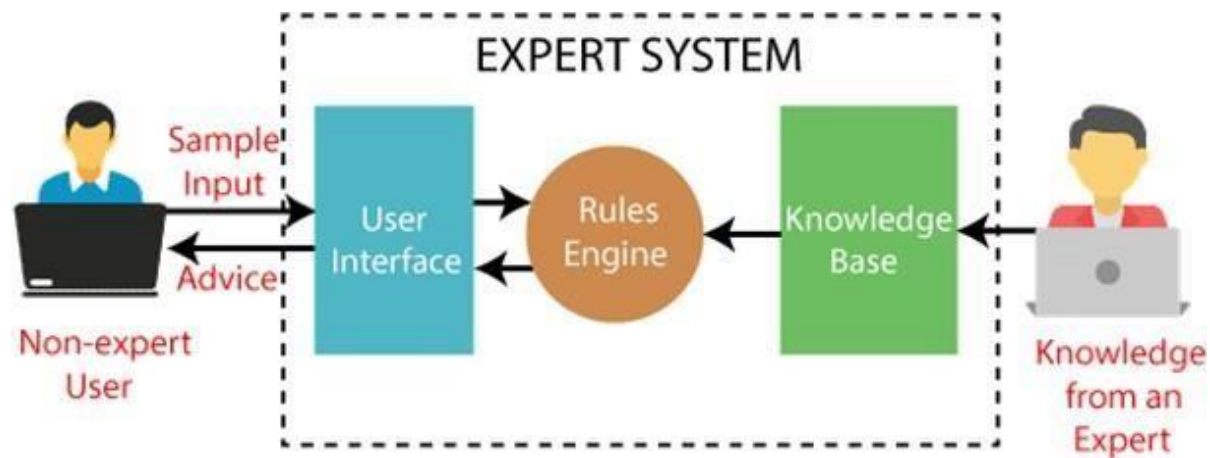 EXPERT SYSTEM
Sample
Input
Advice
Non-expert
User
User
Interface
Rules
Engine
Knowledge
Base
Knowledge
from an
Expert